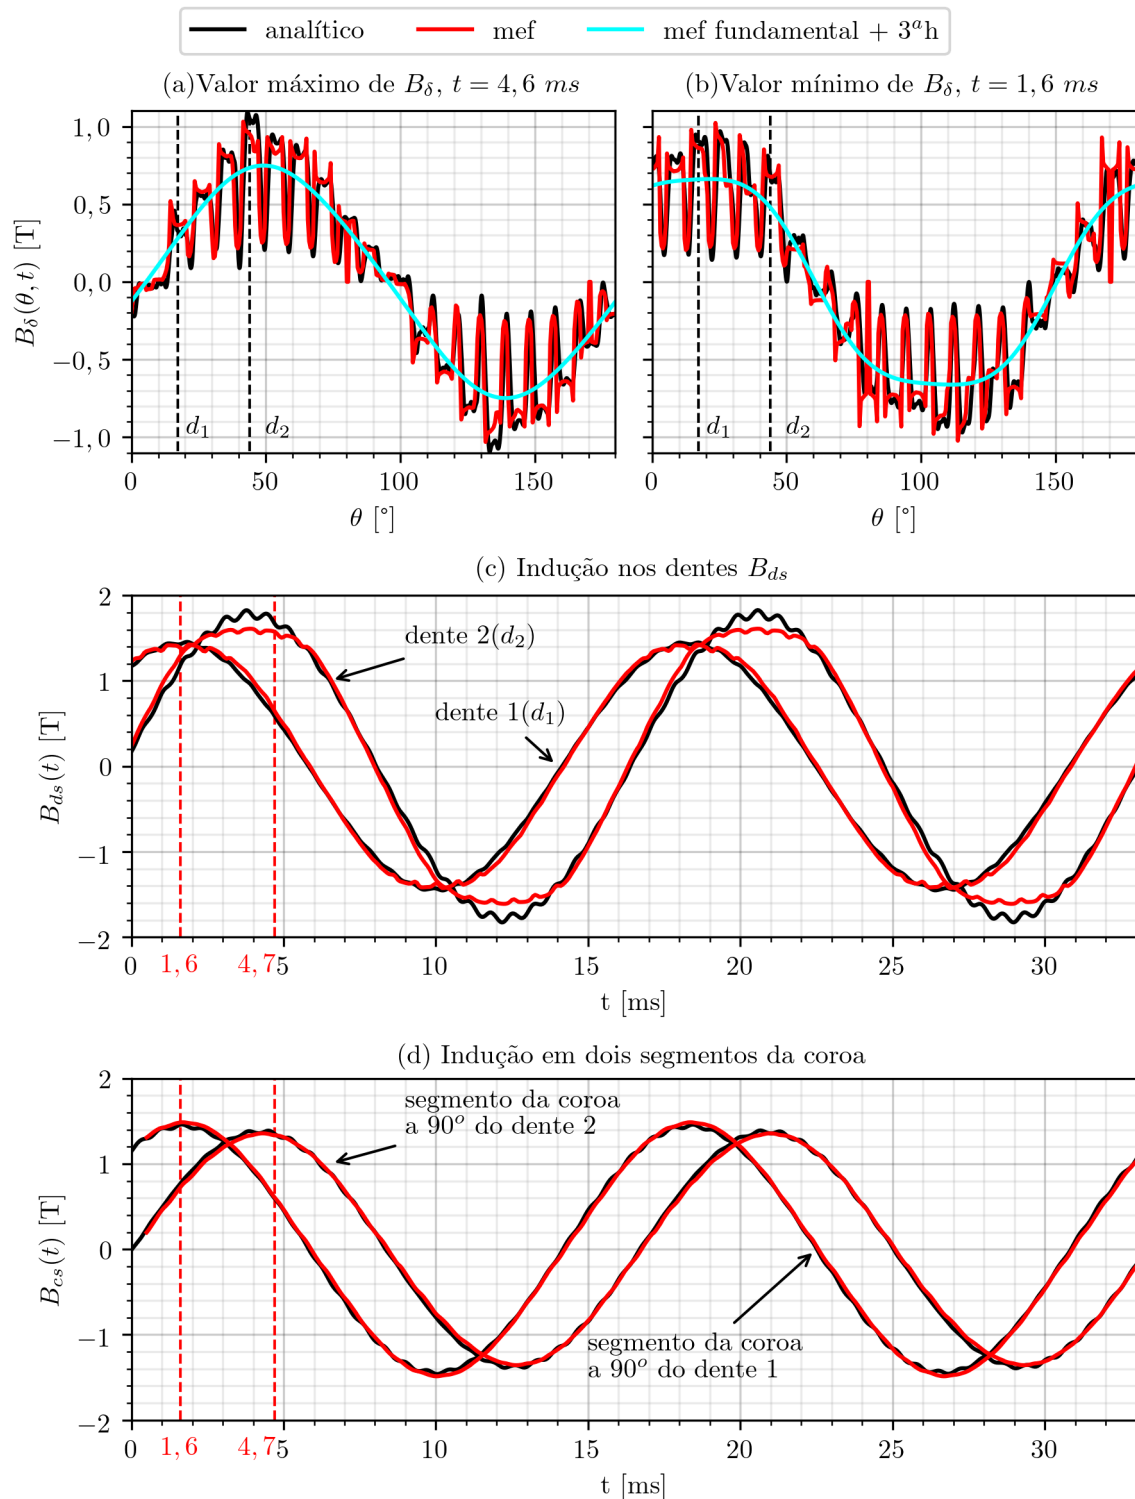 analítico mef mef fundamental + 3ªh
(a)Valor máximo de Bδ, t = 4,6 ms
(b)Valor mínimo de Bδ, t = 1,6 ms
1,0
0,5
0,0
−0,5
−1,0
Bδ(θ,t) [T]
d1 d2
d1 d2
0 50 100 150
0 50 100 150
θ [°]
θ [°]
(c) Indução nos dentes Bds
2
1
0
−1
−2
Bds(t) [T]
dente 2(d2)
dente 1(d1)
0 1,6 4,7 5 10 15 20 25 30
t [ms]
(d) Indução em dois segmentos da coroa
2
1
0
−1
−2
Bcs(t) [T]
segmento da coroa
a 90º do dente 2
segmento da coroa
a 90º do dente 1
0 1,6 4,7 5 10 15 20 25 30
t [ms]